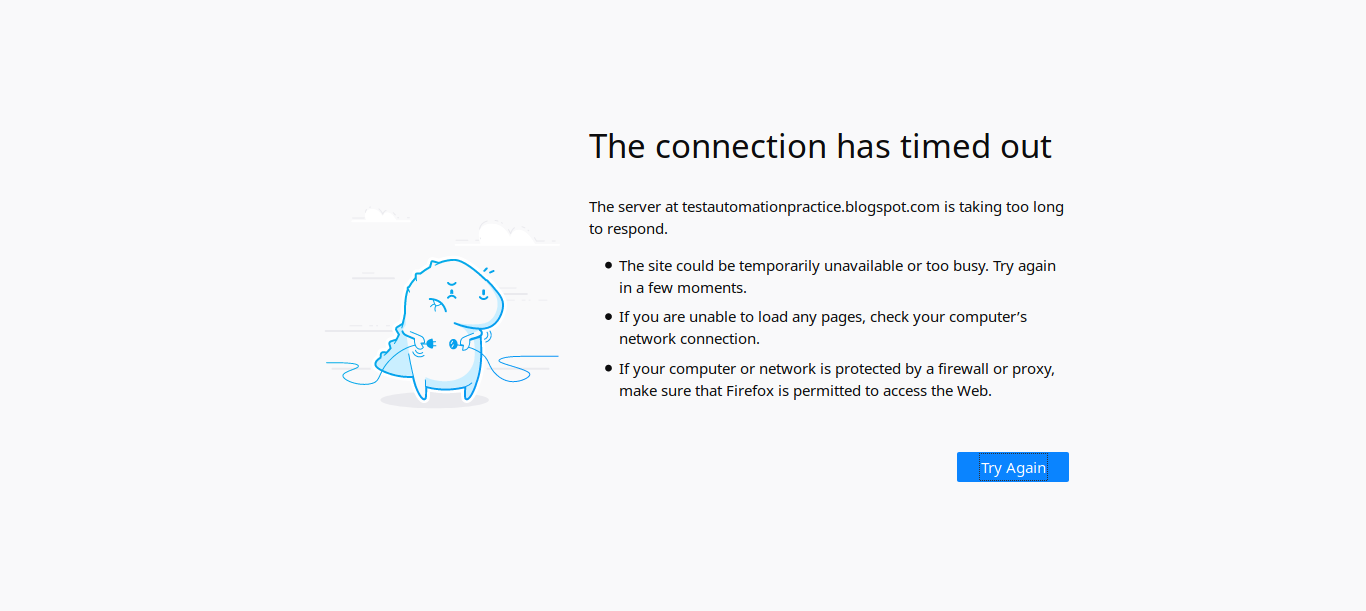 The connection has timed out
The server at testautomationpractice.blogspot.com is taking too long
to respond.
The site could be temporarily unavailable or too busy. Try again
in a few moments.
If you are unable to load any pages, check your computer’s
network connection.
If your computer or network is protected by a firewall or proxy,
make sure that Firefox is permitted to access the Web.
Try Again